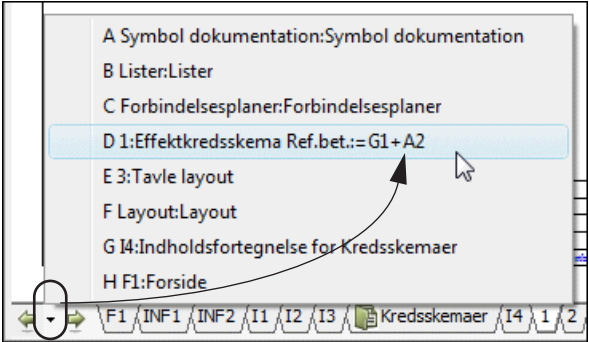 A Symbol dokumentation:Symbol dokumentation
B Lister:Lister
C Forbindelsesplaner:Forbindelsesplaner
D 1:Effektkredsskema Ref.bet.:=G1+A2
E 3:Tavle layout
F Layout:Layout
G I4:Indholdsfortegnelse for Kredsskemaer
H F1:Forside
F1 INF1 INF2 I1 I2 I3 Kredsskemaer I4 1 2